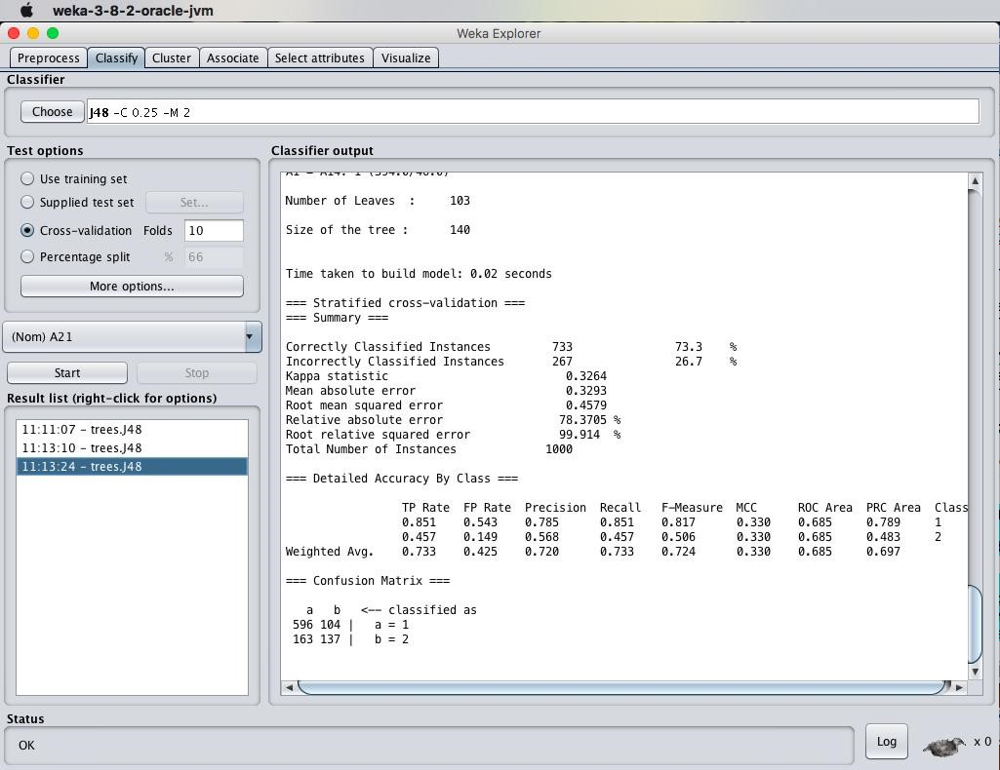 weka-3-8-2-oracle-jvm
Weka Explorer
Preprocess Classify Cluster Associate Select attributes Visualize
Classifier
Choose J48 -C 0.25 -M 2
Test options
Use training set
Supplied test set Set...
Cross-validation Folds 10
Percentage split % 66
More options...
(Nom) A21
Start Stop
Result list (right-click for options)
11:11:07 - trees.J48
11:13:10 - trees.J48
11:13:24 - trees.J48
Classifier output
Number of Leaves : 103
Size of the tree : 140
Time taken to build model: 0.02 seconds
=== Stratified cross-validation ===
=== Summary ===
Correctly Classified Instances 733 73.3 %
Incorrectly Classified Instances 267 26.7 %
Kappa statistic 0.3264
Mean absolute error 0.3293
Root mean squared error 0.4579
Relative absolute error 78.3705 %
Root relative squared error 99.914 %
Total Number of Instances 1000
=== Detailed Accuracy By Class ===
TP Rate FP Rate Precision Recall F-Measure MCC ROC Area PRC Area Class
0.851 0.543 0.785 0.851 0.817 0.330 0.685 0.789 1
0.457 0.149 0.568 0.457 0.506 0.330 0.685 0.483 2
Weighted Avg. 0.733 0.425 0.720 0.733 0.724 0.330 0.685 0.697
=== Confusion Matrix ===
a b <-- classified as
596 104 | a = 1
163 137 | b = 2
Status
OK
Log x 0